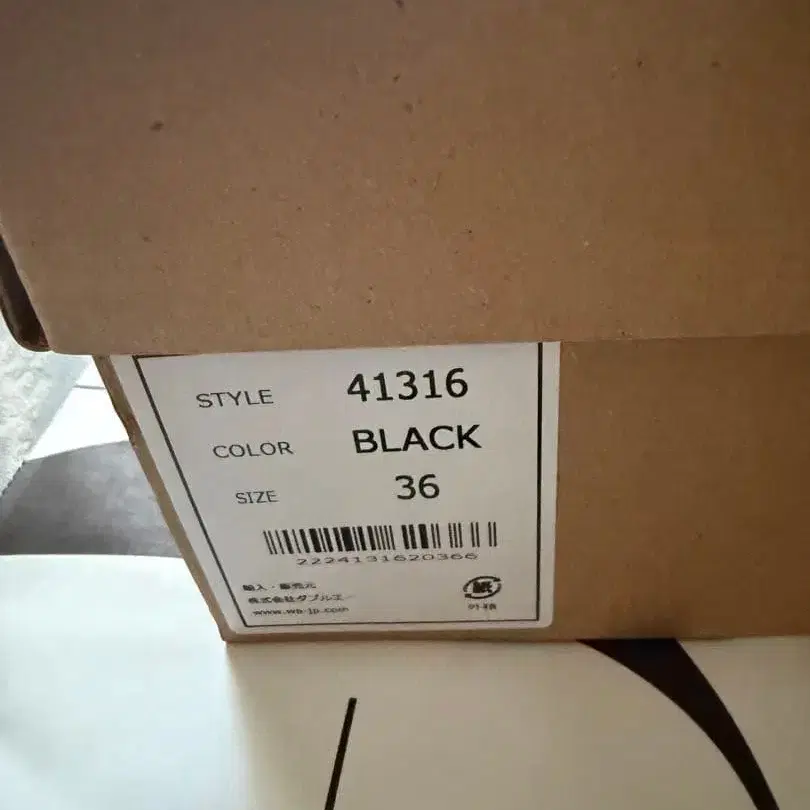 STYLE 41316
COLOR BLACK
SIZE 36
2224131620366
輸入・販売元
株式会社ダブルエー
www.wa-jp.com
紙
外箱